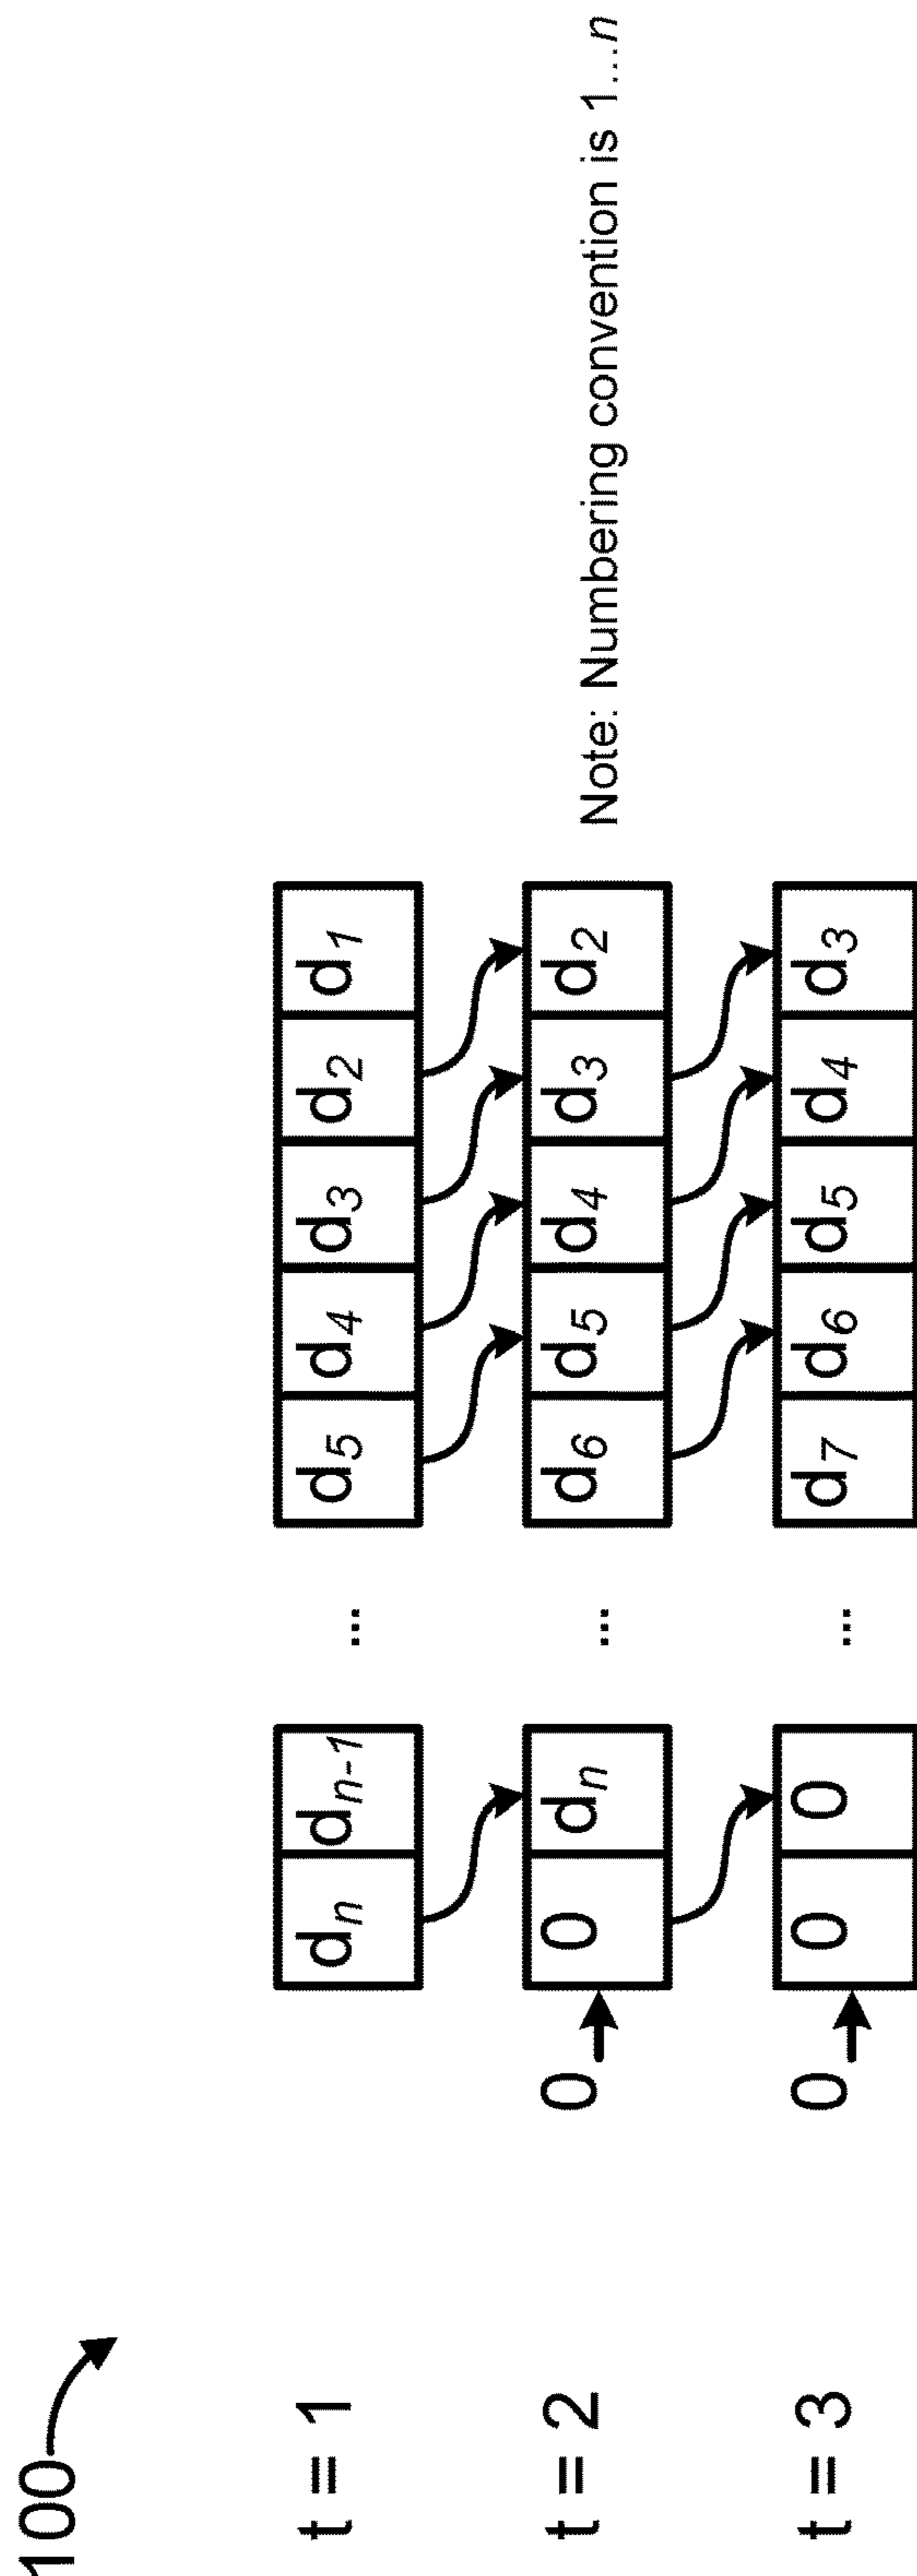 100
t = 1 dn dn-1 ... d5 d4 d3 d2 d1
t = 2 0 0 dn ... d6 d5 d4 d3 d2 Note: Numbering convention is 1...n
t = 3 0 0 0 ... d7 d6 d5 d4 d3